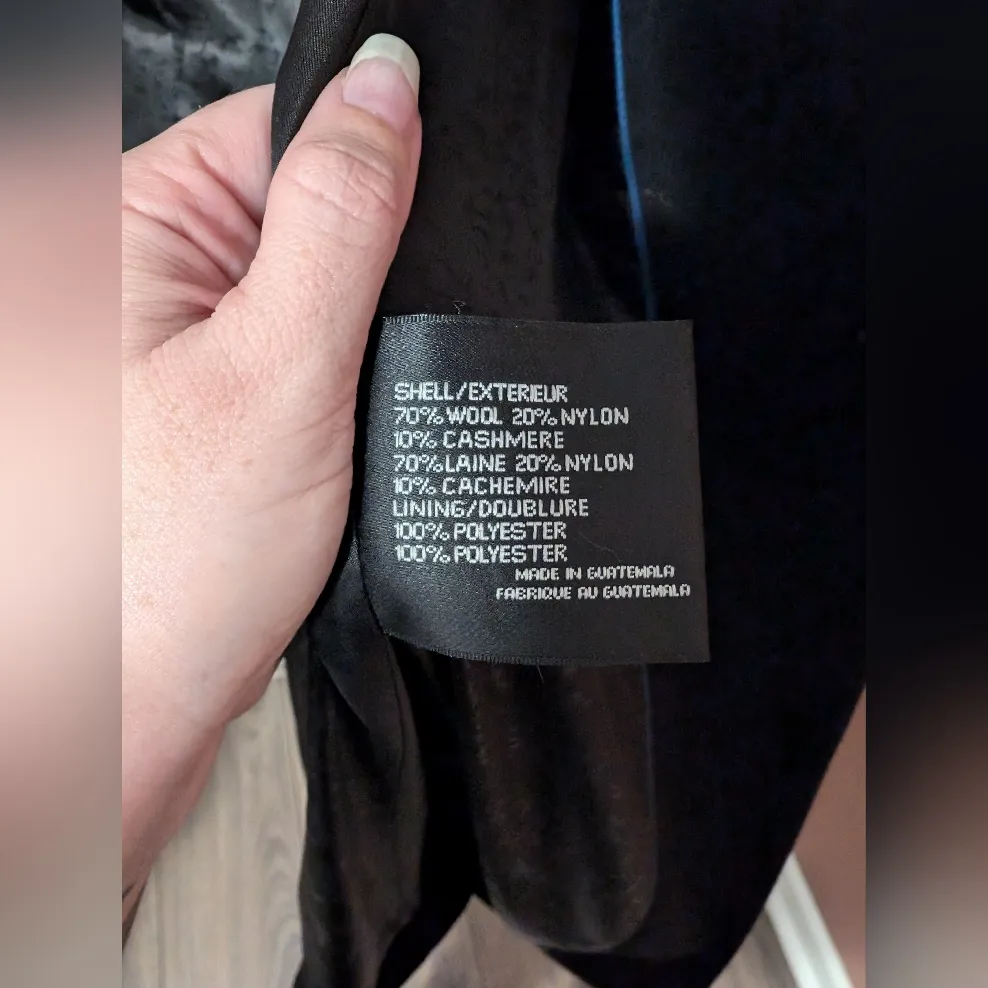 SHELL/EXTERIEUR
70% WOOL 20% NYLON
10% CASHMERE
70% LAINE 20% NYLON
10% CACHEMIRE
LINING/DOUBLURE
100% POLYESTER
100% POLYESTER
MADE IN GUATEMALA
FABRIQUE AU GUATEMALA